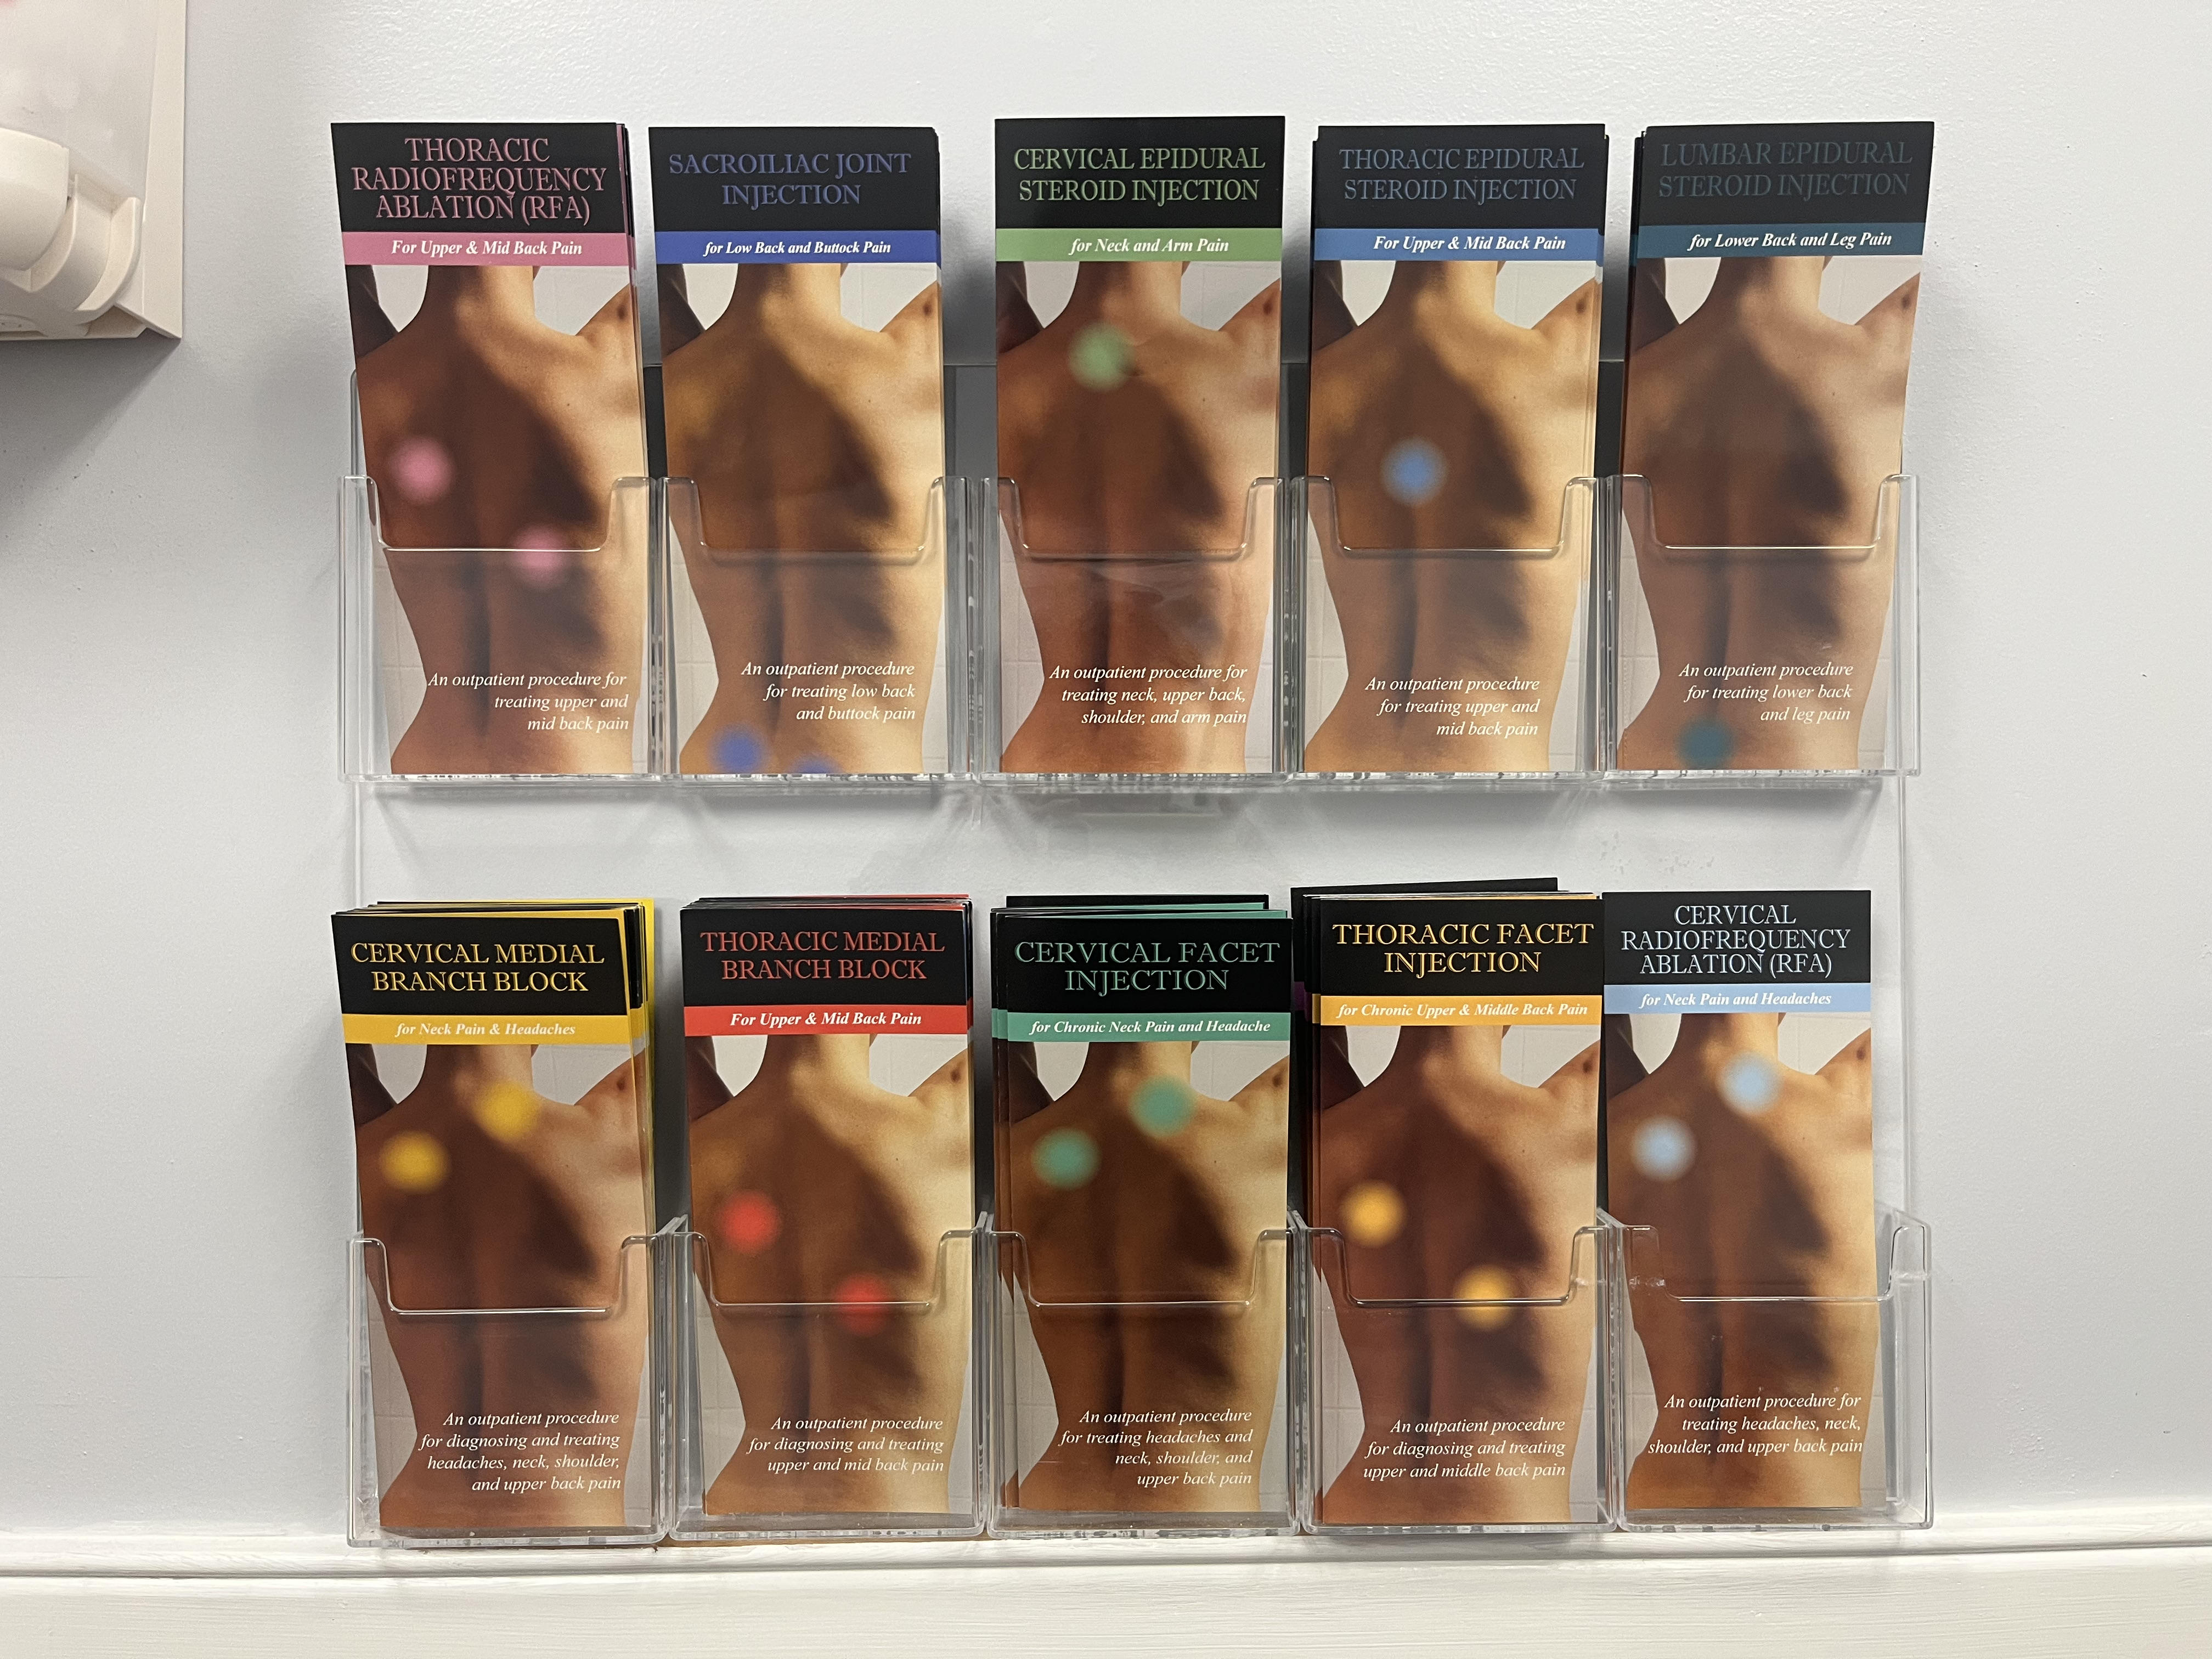 THORACIC
RADIOFREQUENCY
ABLATION (RFA)
For Upper & Mid Back Pain
An outpatient procedure for
treating upper and
mid back pain
SACROILIAC JOINT
INJECTION
for Low Back and Buttock Pain
An outpatient procedure
for treating low back
and buttock pain
CERVICAL EPIDURAL
STEROID INJECTION
for Neck and Arm Pain
An outpatient procedure for
treating neck, upper back,
shoulder, and arm pain
THORACIC EPIDURAL
STEROID INJECTION
For Upper & Mid Back Pain
An outpatient procedure
for treating upper and
mid back pain
LUMBAR EPIDURAL
STEROID INJECTION
for Lower Back and Leg Pain
An outpatient procedure
for treating lower back
and leg pain
CERVICAL MEDIAL
BRANCH BLOCK
for Neck Pain & Headaches
An outpatient procedure
for diagnosing and treating
headaches, neck, shoulder,
and upper back pain
THORACIC MEDIAL
BRANCH BLOCK
For Upper & Mid Back Pain
An outpatient procedure
for diagnosing and treating
upper and mid back pain
CERVICAL FACET
INJECTION
for Chronic Neck Pain and Headache
An outpatient procedure
for treating headaches and
neck, shoulder, and
upper back pain
THORACIC FACET
INJECTION
for Chronic Upper & Middle Back Pain
An outpatient procedure
for diagnosing and treating
upper and middle back pain
CERVICAL
RADIOFREQUENCY
ABLATION (RFA)
for Neck Pain and Headaches
An outpatient procedure for
treating headaches, neck,
shoulder, and upper back pain